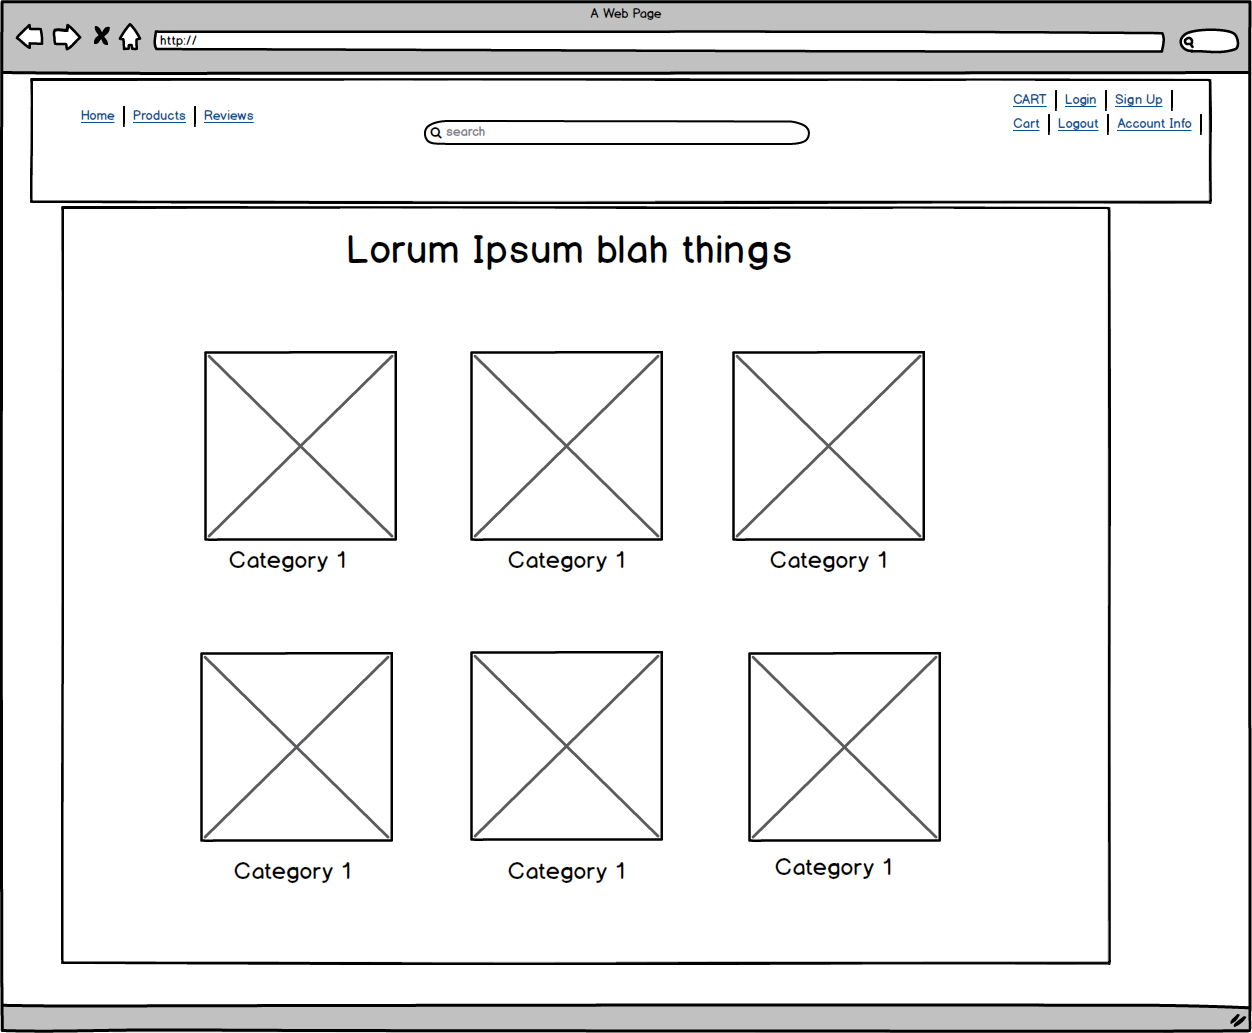 A Web Page
http://
Home Products Reviews
search
CART Login Sign Up
Cart Logout Account Info
Lorum Ipsum blah things
Category 1 Category 1 Category 1
Category 1 Category 1 Category 1